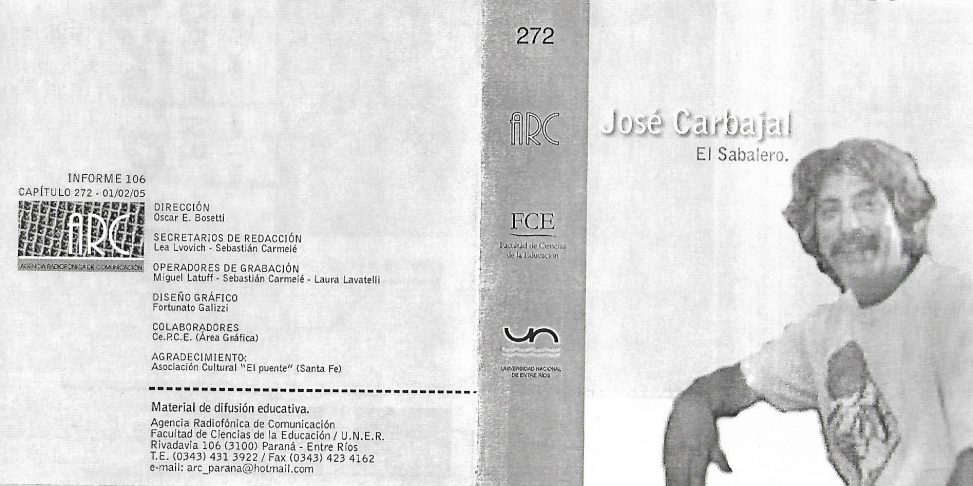 INFORME 106
CAPÍTULO 272 - 01/02/05
ARC
AGENCIA RADIOFÓNICA DE COMUNICACIÓN
DIRECCIÓN
Oscar E. Bosetti
SECRETARIOS DE REDACCIÓN
Lea Lvovich - Sebastián Carmelé
OPERADORES DE GRABACIÓN
Miguel Latuff - Sebastián Carmelé - Laura Lavatelli
DISEÑO GRÁFICO
Fortunato Galizzi
COLABORADORES
Ce.P.C.E. (Área Gráfica)
AGRADECIMIENTO:
Asociación Cultural "El puente" (Santa Fe)
Material de difusión educativa.
Agencia Radiofónica de Comunicación
Facultad de Ciencias de la Educación / U.N.E.R.
Rivadavia 106 (3100) Paraná - Entre Ríos
T.E. (0343) 431 3922 / Fax (0343) 423 4162
e-mail: arc_parana@hotmail.com
272
ARC
FCE
Facultad de Ciencias
de la Educación
un
UNIVERSIDAD NACIONAL
DE ENTRE RÍOS
José Carbajal
El Sabalero.